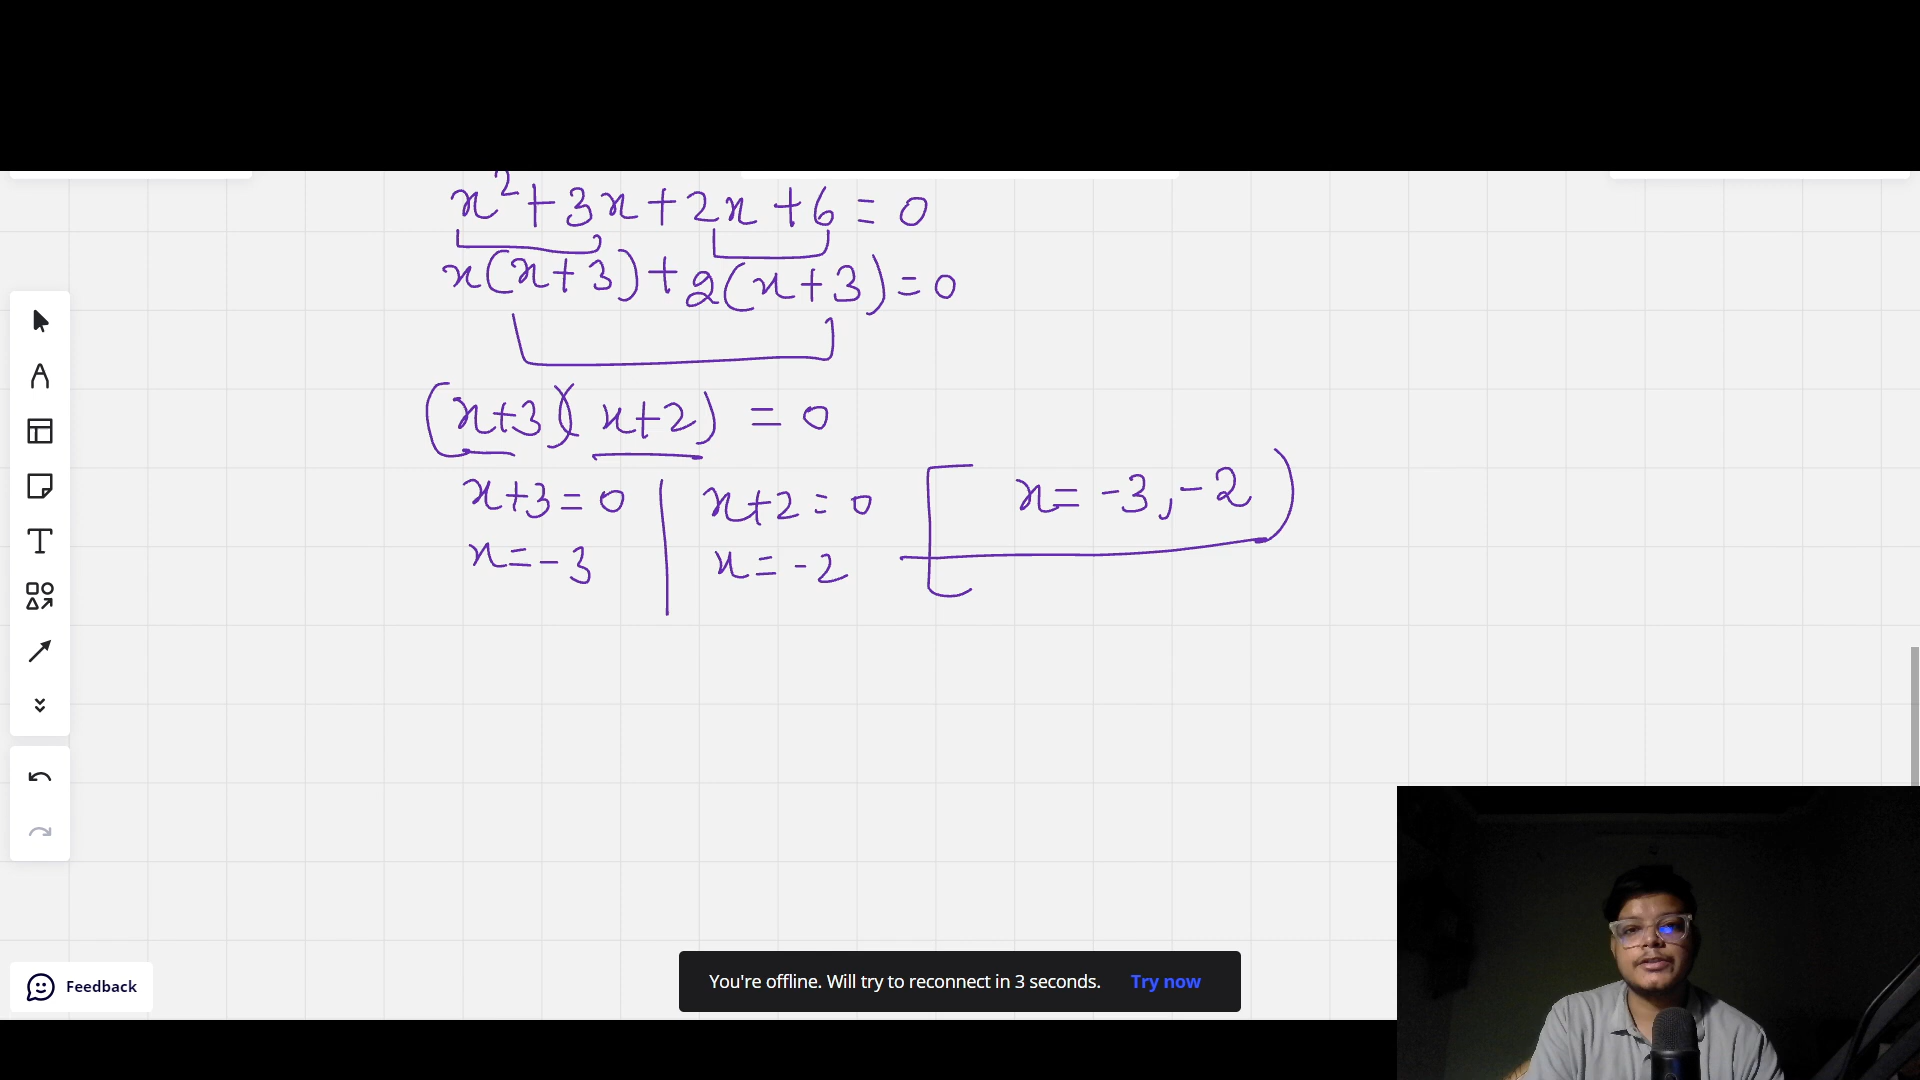 x²+3x+2x+6=0
x(x+3)+2(x+3)=0
(x+3)(x+2)=0
x+3=0 | x+2=0
x=-3 | x=-2
x=-3,-2
You're offline. Will try to reconnect in 3 seconds. Try now
Feedback